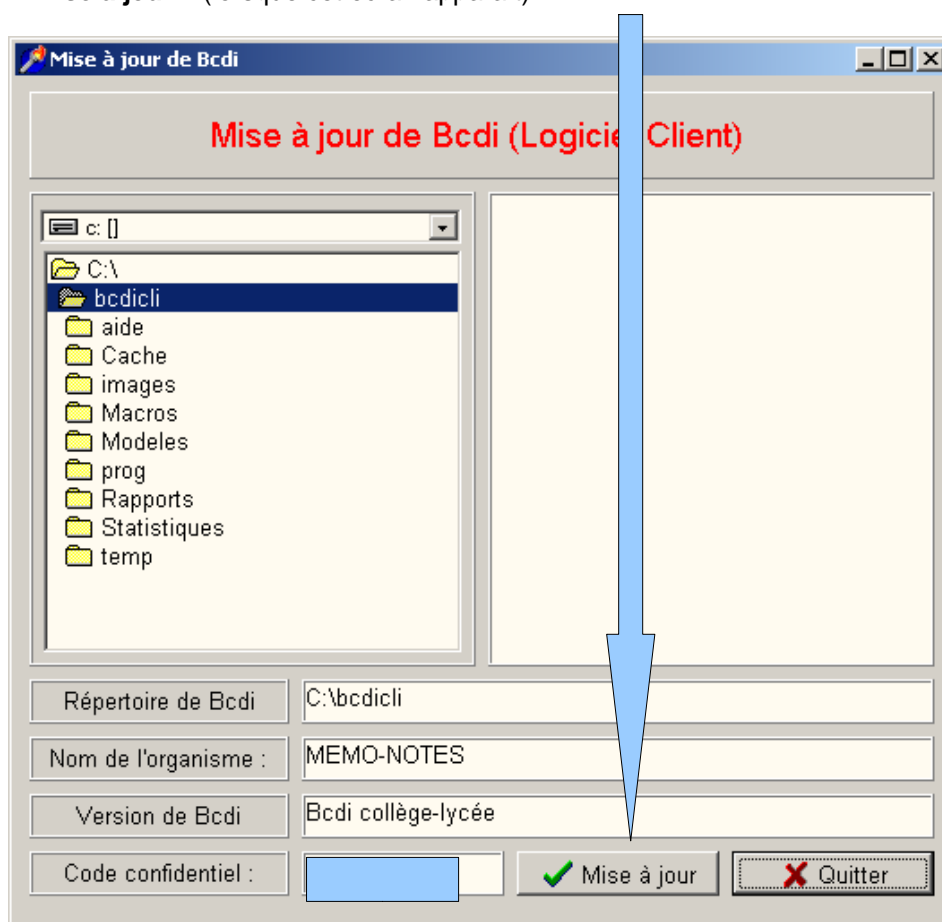 Mise à jour de Bcdi
Mise à jour de Bcdi (Logiciel Client)
c: []
C:\
bcdicli
aide
Cache
images
Macros
Modeles
prog
Rapports
Statistiques
temp
Répertoire de Bcdi C:\bcdicli
Nom de l'organisme : MEMO-NOTES
Version de Bcdi Bcdi collège-lycée
Code confidentiel : Mise à jour Quitter